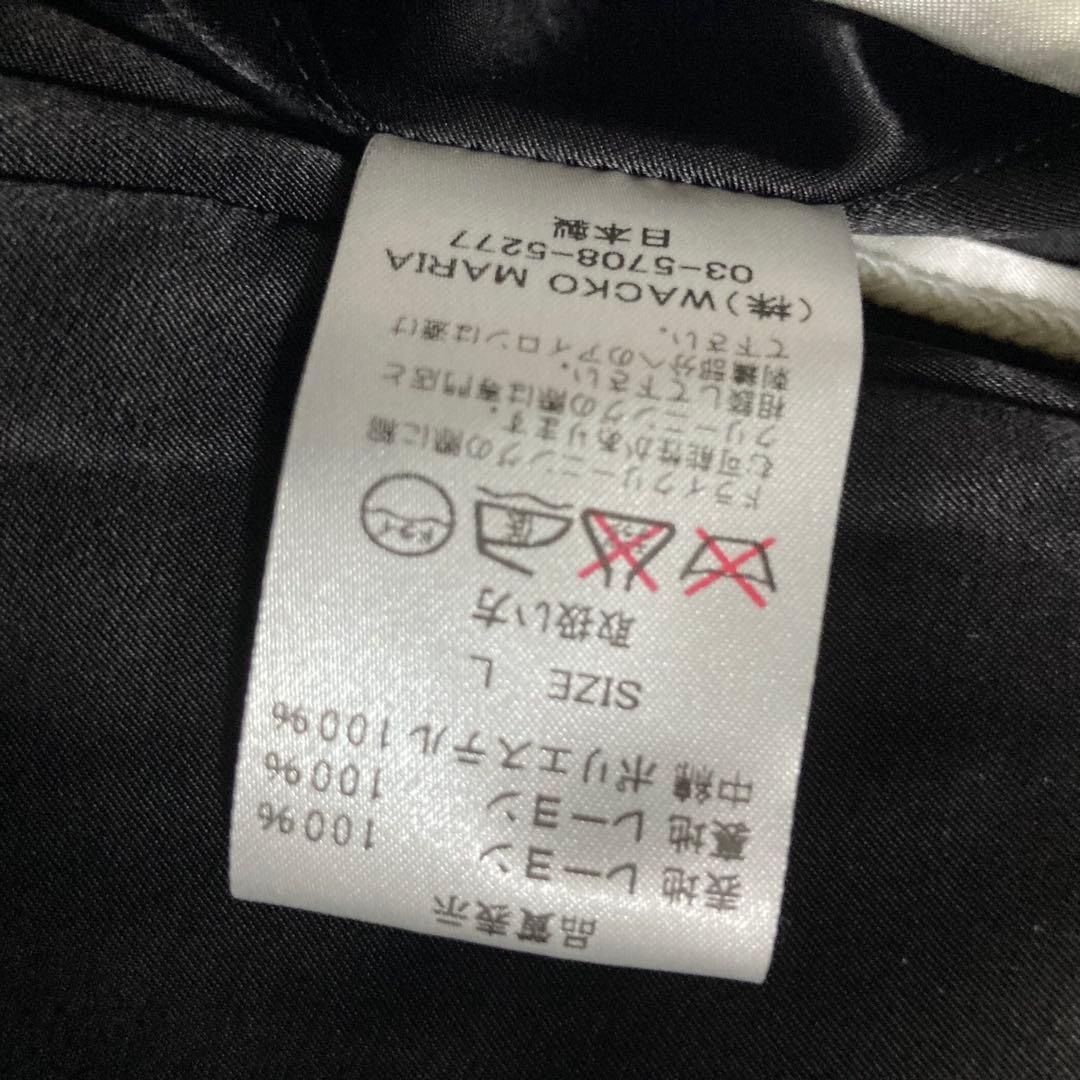 品質表示
表地 レーヨン 100%
裏地 レーヨン 100%
中綿 ポリエステル100%
SIZE L
取扱い方
低
ドライ
ドライクリーニングの際に縮
む可能性があります。
クリーニングの際は専門店と
相談して下さい。
刺繍部分へのアイロンは避け
て下さい。
(株)WACKO MARIA
03-5708-5277
日本製